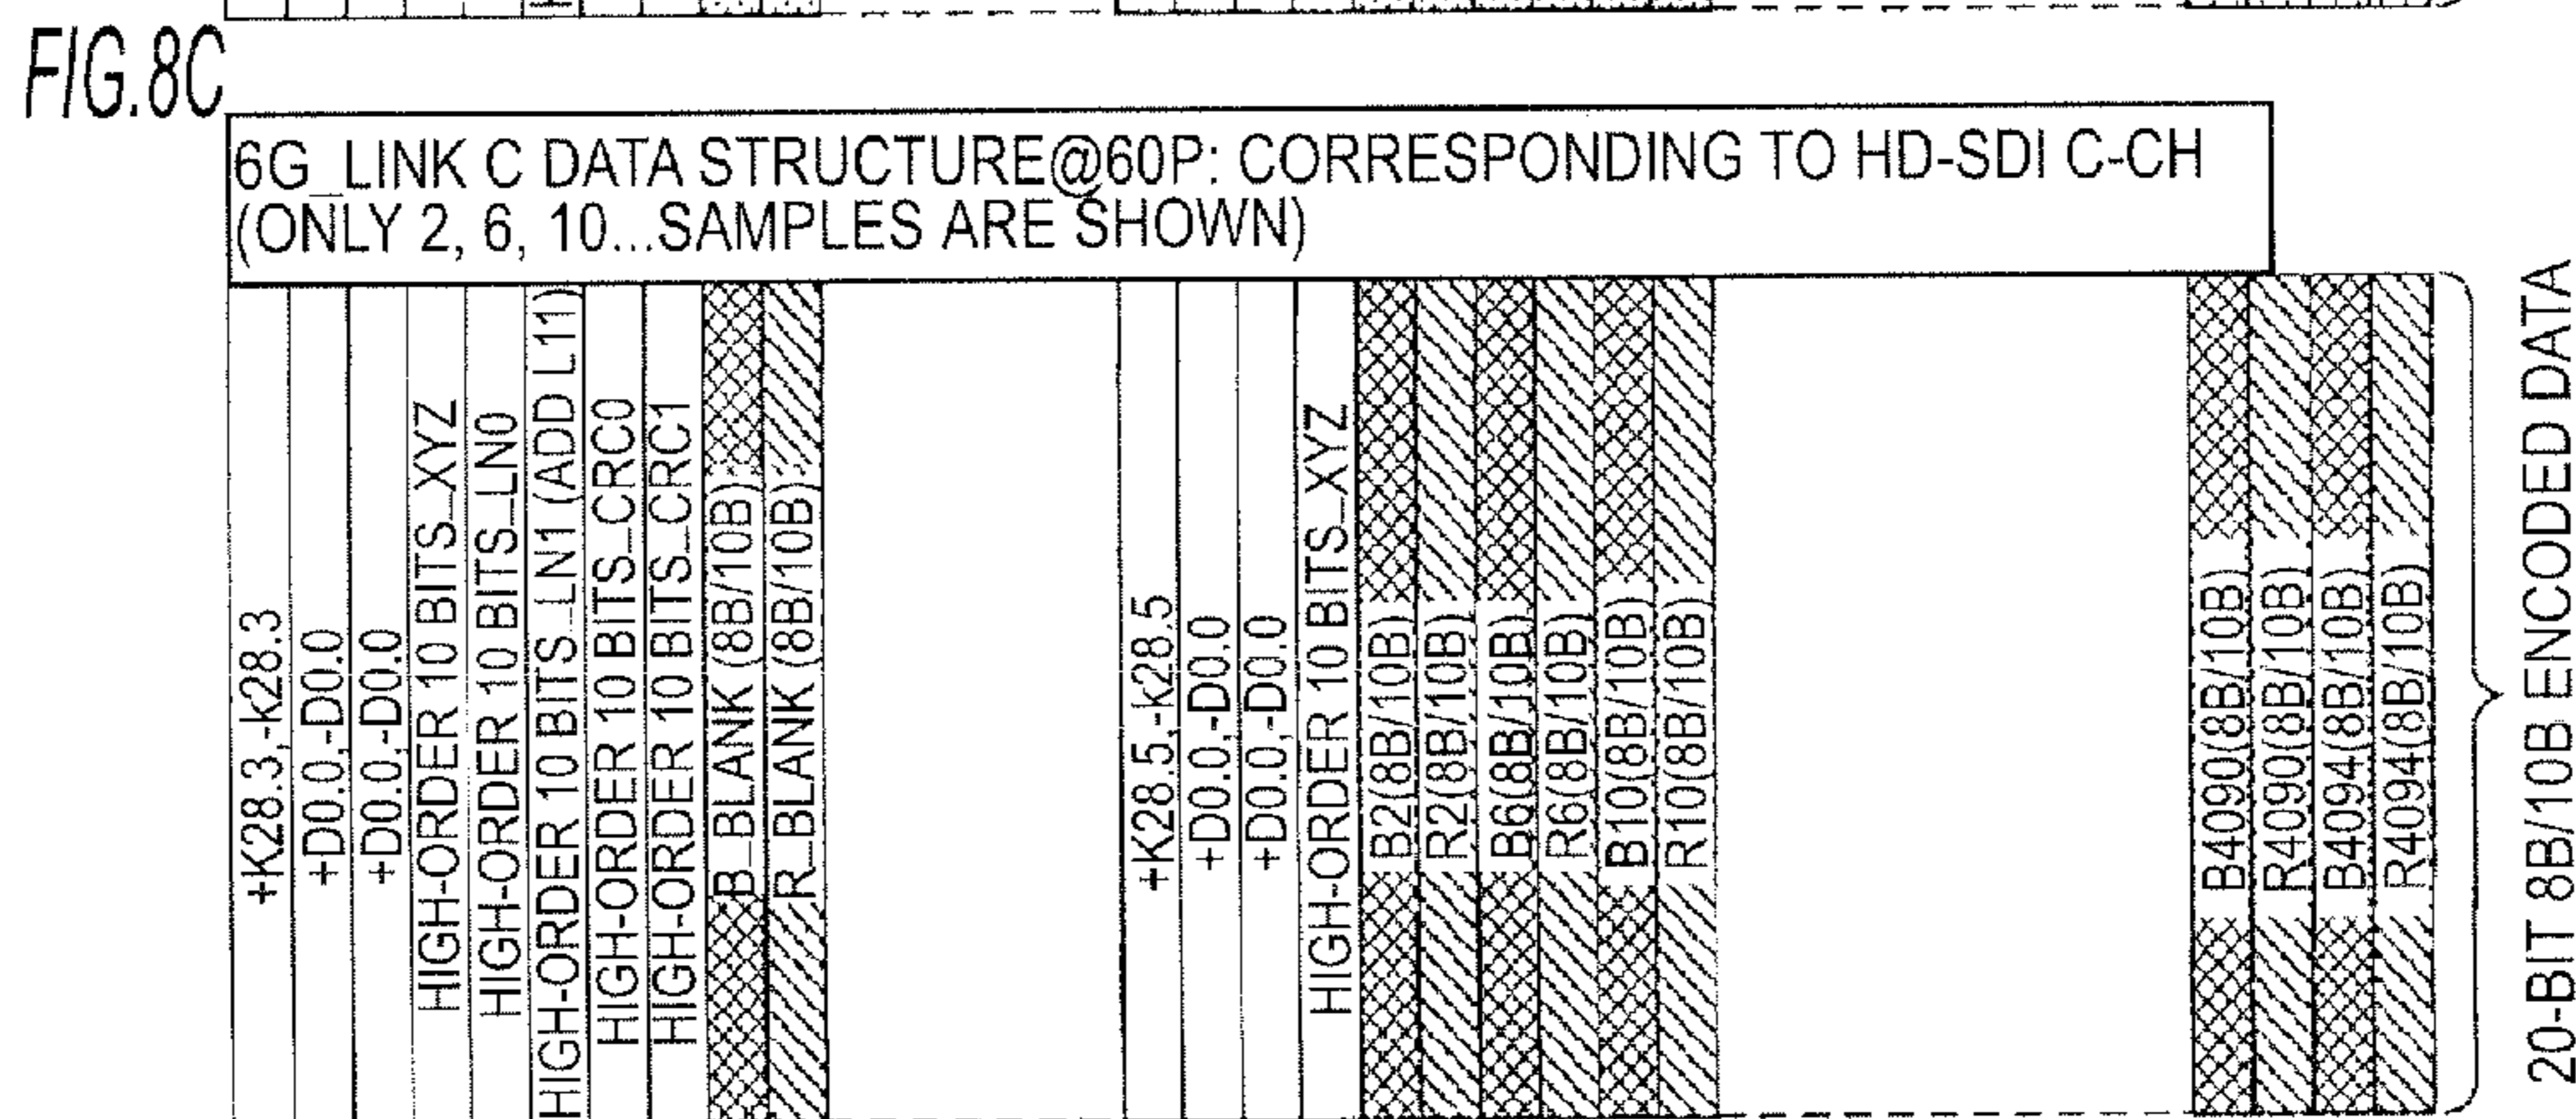 FIG.8C
6G_LINK C DATA STRUCTURE@60P: CORRESPONDING TO HD-SDI C-CH
(ONLY 2, 6, 10...SAMPLES ARE SHOWN)
+K28.3,-k28.3
+D0.0,-D0.0
+D0.0,-D0.0
HIGH-ORDER 10 BITS_XYZ
HIGH-ORDER 10 BITS_LN0
HIGH-ORDER 10 BITS_LN1 (ADD L11)
HIGH-ORDER 10 BITS_CRC0
HIGH-ORDER 10 BITS_CRC1
B_BLANK (8B/10B)
R_BLANK (8B/10B)
+K28.5,-k28.5
+D0.0,-D0.0
+D0.0,-D0.0
HIGH-ORDER 10 BITS_XYZ
B2(8B/10B)
R2(8B/10B)
B6(8B/10B)
R6(8B/10B)
B10(8B/10B)
R10(8B/10B)
B4090(8B/10B)
R4090(8B/10B)
B4094(8B/10B)
R4094(8B/10B)
20-BIT 8B/10B ENCODED DATA